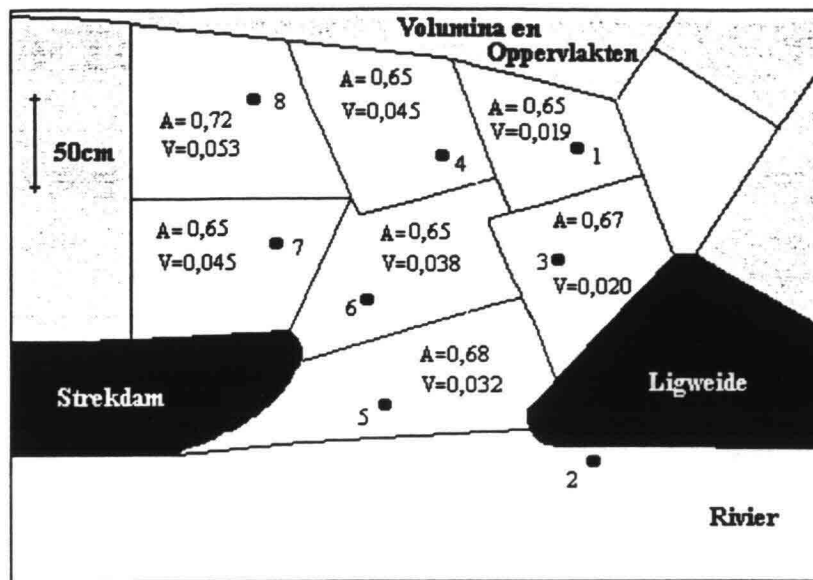 Volumina en
Oppervlakten
A=0,65
V=0,045
4
A=0,65
V=0,019
1
8
A=0,72
V=0,053
50cm
A=0,65
V=0,045
7
A=0,65
V=0,038
6
A=0,67
3
V=0,020
A=0,68
V=0,032
5
Strekdam
Ligweide
2
Rivier